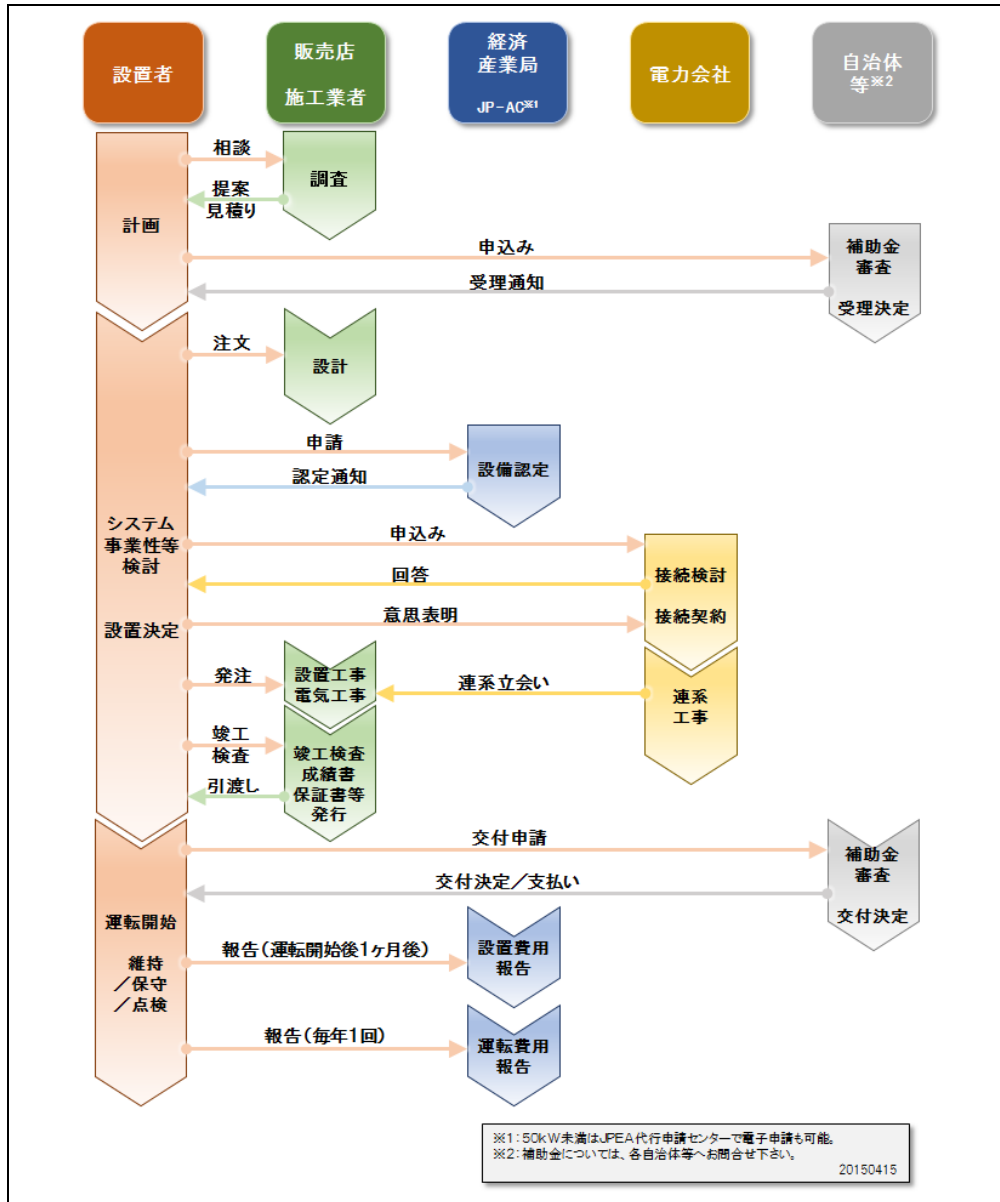 設置者
販売店
施工業者
経済
産業局
JP-AC※1
電力会社
自治体
等※2
相談
調査
提案
見積り
計画
申込み
補助金
審査
受理通知
受理決定
注文
設計
申請
設備認定
認定通知
システム
事業性等
検討
申込み
回答
接続検討
意思表明
接続契約
設置決定
発注
設置工事
電気工事
連系立会い
連系
工事
竣工
検査
竣工検査
成績書
保証書等
発行
引渡し
交付申請
補助金
審査
交付決定／支払い
交付決定
運転開始
報告(運転開始後1ヶ月後)
設置費用
報告
維持
／保守
／点検
報告(毎年1回)
運転費用
報告
※1：50kW未満はJPEA代行申請センターで電子申請も可能。
※2：補助金については、各自治体等へお問合せ下さい。
20150415